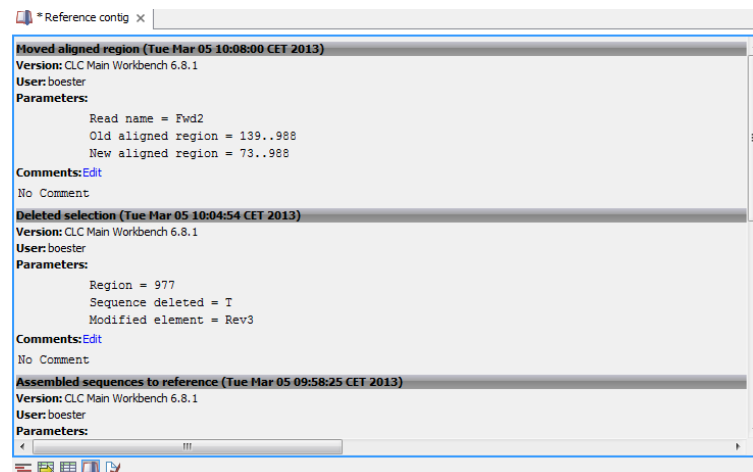 * Reference contig
Moved aligned region (Tue Mar 05 10:08:00 CET 2013)
Version: CLC Main Workbench 6.8.1
User: boester
Parameters:
Read name = Fwd2
Old aligned region = 139..988
New aligned region = 73..988
Comments:Edit
No Comment
Deleted selection (Tue Mar 05 10:04:54 CET 2013)
Version: CLC Main Workbench 6.8.1
User: boester
Parameters:
Region = 977
Sequence deleted = T
Modified element = Rev3
Comments:Edit
No Comment
Assembled sequences to reference (Tue Mar 05 09:58:25 CET 2013)
Version: CLC Main Workbench 6.8.1
User: boester
Parameters: